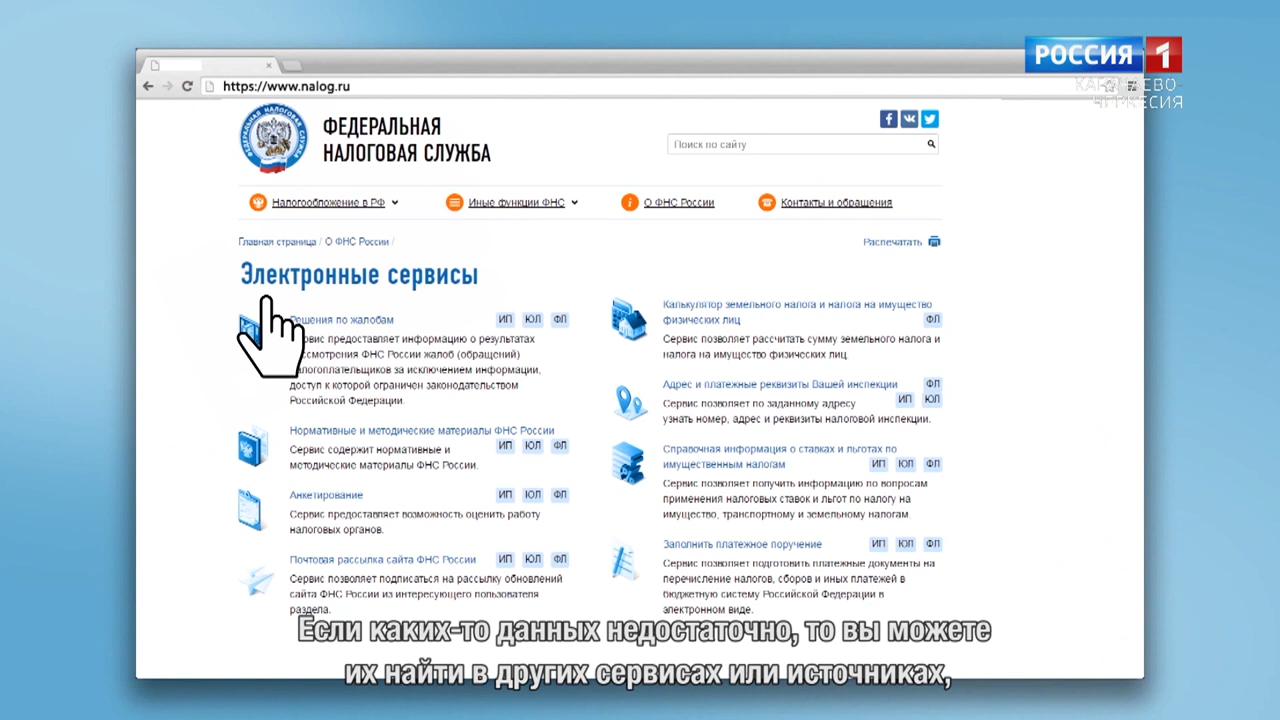 РОССИЯ 1
КАРАЧАЕВО-
ЧЕРКЕСИЯ
https://www.nalog.ru
ФЕДЕРАЛЬНАЯ
НАЛОГОВАЯ СЛУЖБА
Поиск по сайту
Налогообложение в РФ
Иные функции ФНС
О ФНС России
Контакты и обращения
Главная страница / О ФНС России /
Распечатать
Электронные сервисы
Решения по жалобам ИП ЮЛ ФЛ
предоставляет информацию о результатах
ФНС России жалоб (обращений)
за исключением информации,
доступ к которой ограничен законодательством
Российской Федерации.
Нормативные и методические материалы ФНС России
ИП ЮЛ ФЛ
Сервис содержит нормативные и
методические материалы ФНС России.
Анкетирование ИП ЮЛ ФЛ
Сервис предоставляет возможность оценить работу
налоговых органов.
Почтовая рассылка сайта ФНС России ИП ЮЛ ФЛ
Сервис позволяет подписаться на рассылку обновлений
сайта ФНС России из интересующего пользователя
раздела.
Калькулятор земельного налога и налога на имущество
физических лиц ФЛ
Сервис позволяет рассчитать сумму земельного налога и
налога на имущество физических лиц.
Адрес и платежные реквизиты Вашей инспекции ФЛ
ИП ЮЛ
Сервис позволяет по заданному адресу
узнать номер, адрес и реквизиты налоговой инспекции.
Справочная информация о ставках и льготах по
имущественным налогам ИП ЮЛ ФЛ
Сервис позволяет получить информацию по вопросам
применения налоговых ставок и льгот по налогу на
имущество, транспортному и земельному налогам.
Заполнить платежное поручение ИП ЮЛ ФЛ
Сервис позволяет подготовить платежные документы на
перечисление налогов, сборов и иных платежей в
бюджетную систему Российской Федерации в
электронном виде.
Если каких-то данных недостаточно, то вы можете
их найти в других сервисах или источниках,